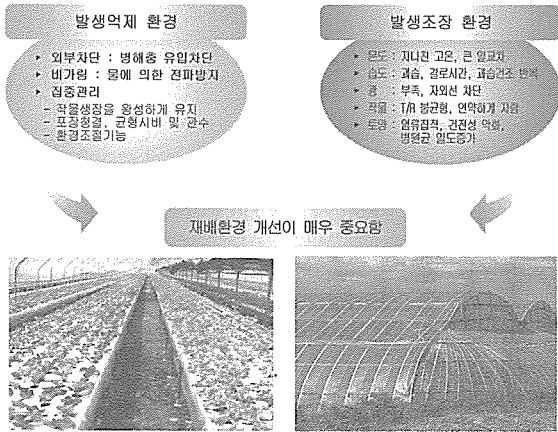 발생억제 환경
▸ 외부차단 : 병해충 유입차단
▸ 비가림 : 물에 의한 전파방지
▸ 집중관리
- 작물생장을 왕성하게 유지
- 포장청결, 균형시비 및 관수
- 환경조절기능
발생조장 환경
▸ 온도 : 지나친 고온, 큰 일교차
▸ 습도 : 과습, 결로시간, 과습건조 반복
▸ 광 : 부족, 자외선 차단
▸ 작물 : T/R 불균형, 연약하게 자람
▸ 토양 : 염류집적, 건전성 악화,
병원균 밀도증가
재배환경 개선이 매우 중요함